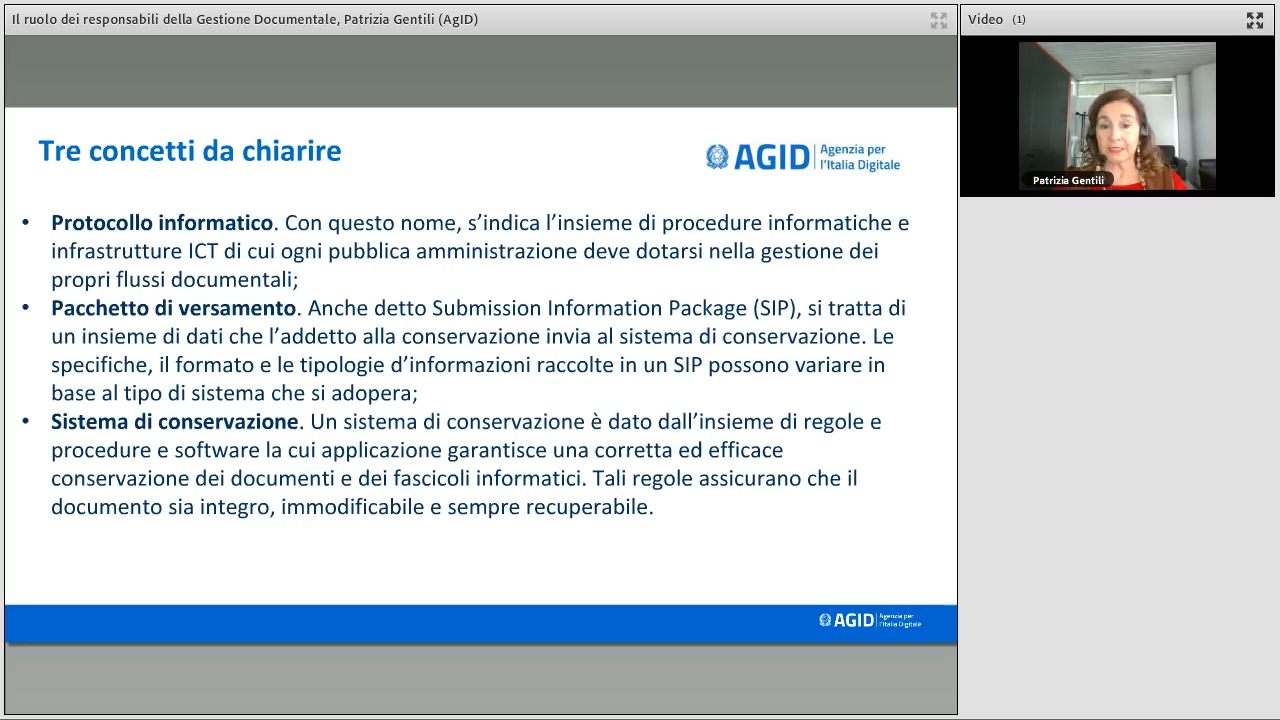 Il ruolo dei responsabili della Gestione Documentale, Patrizia Gentili (AgID)
Video (1)
Patrizia Gentili
Tre concetti da chiarire
AGID
Agenzia per
l'Italia Digitale
• Protocollo informatico. Con questo nome, s’indica l’insieme di procedure informatiche e
infrastrutture ICT di cui ogni pubblica amministrazione deve dotarsi nella gestione dei
propri flussi documentali;
• Pacchetto di versamento. Anche detto Submission Information Package (SIP), si tratta di
un insieme di dati che l’addetto alla conservazione invia al sistema di conservazione. Le
specifiche, il formato e le tipologie d’informazioni raccolte in un SIP possono variare in
base al tipo di sistema che si adopera;
• Sistema di conservazione. Un sistema di conservazione è dato dall’insieme di regole e
procedure e software la cui applicazione garantisce una corretta ed efficace
conservazione dei documenti e dei fascicoli informatici. Tali regole assicurano che il
documento sia integro, immodificabile e sempre recuperabile.
AGID
Agenzia per
l'Italia Digitale